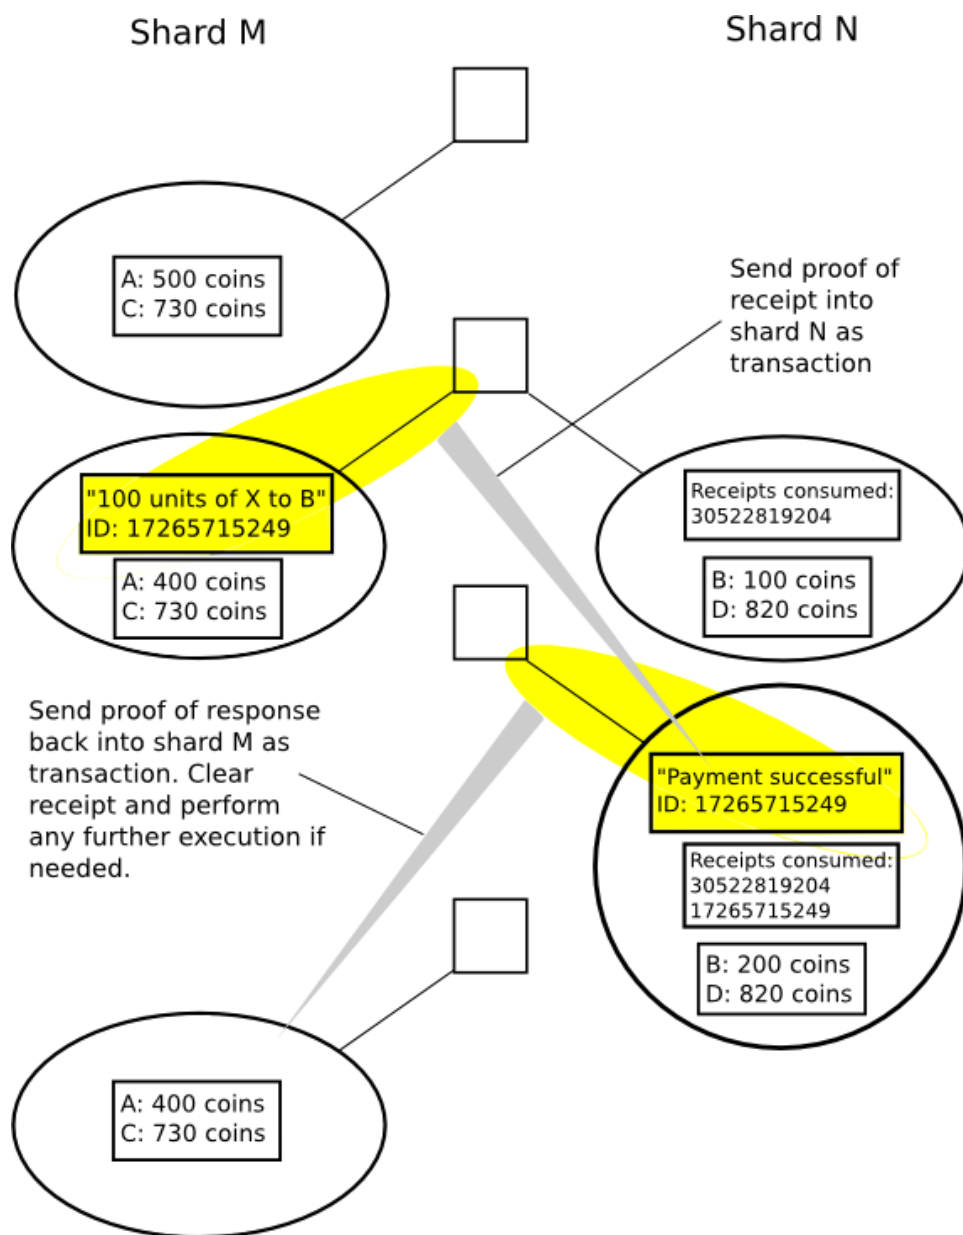 Shard M
Shard N
A: 500 coins
C: 730 coins
Send proof of
receipt into
shard N as
transaction
"100 units of X to B"
ID: 17265715249
A: 400 coins
C: 730 coins
Receipts consumed:
30522819204
B: 100 coins
D: 820 coins
Send proof of response
back into shard M as
transaction. Clear
receipt and perform
any further execution if
needed.
"Payment successful"
ID: 17265715249
Receipts consumed:
30522819204
17265715249
B: 200 coins
D: 820 coins
A: 400 coins
C: 730 coins